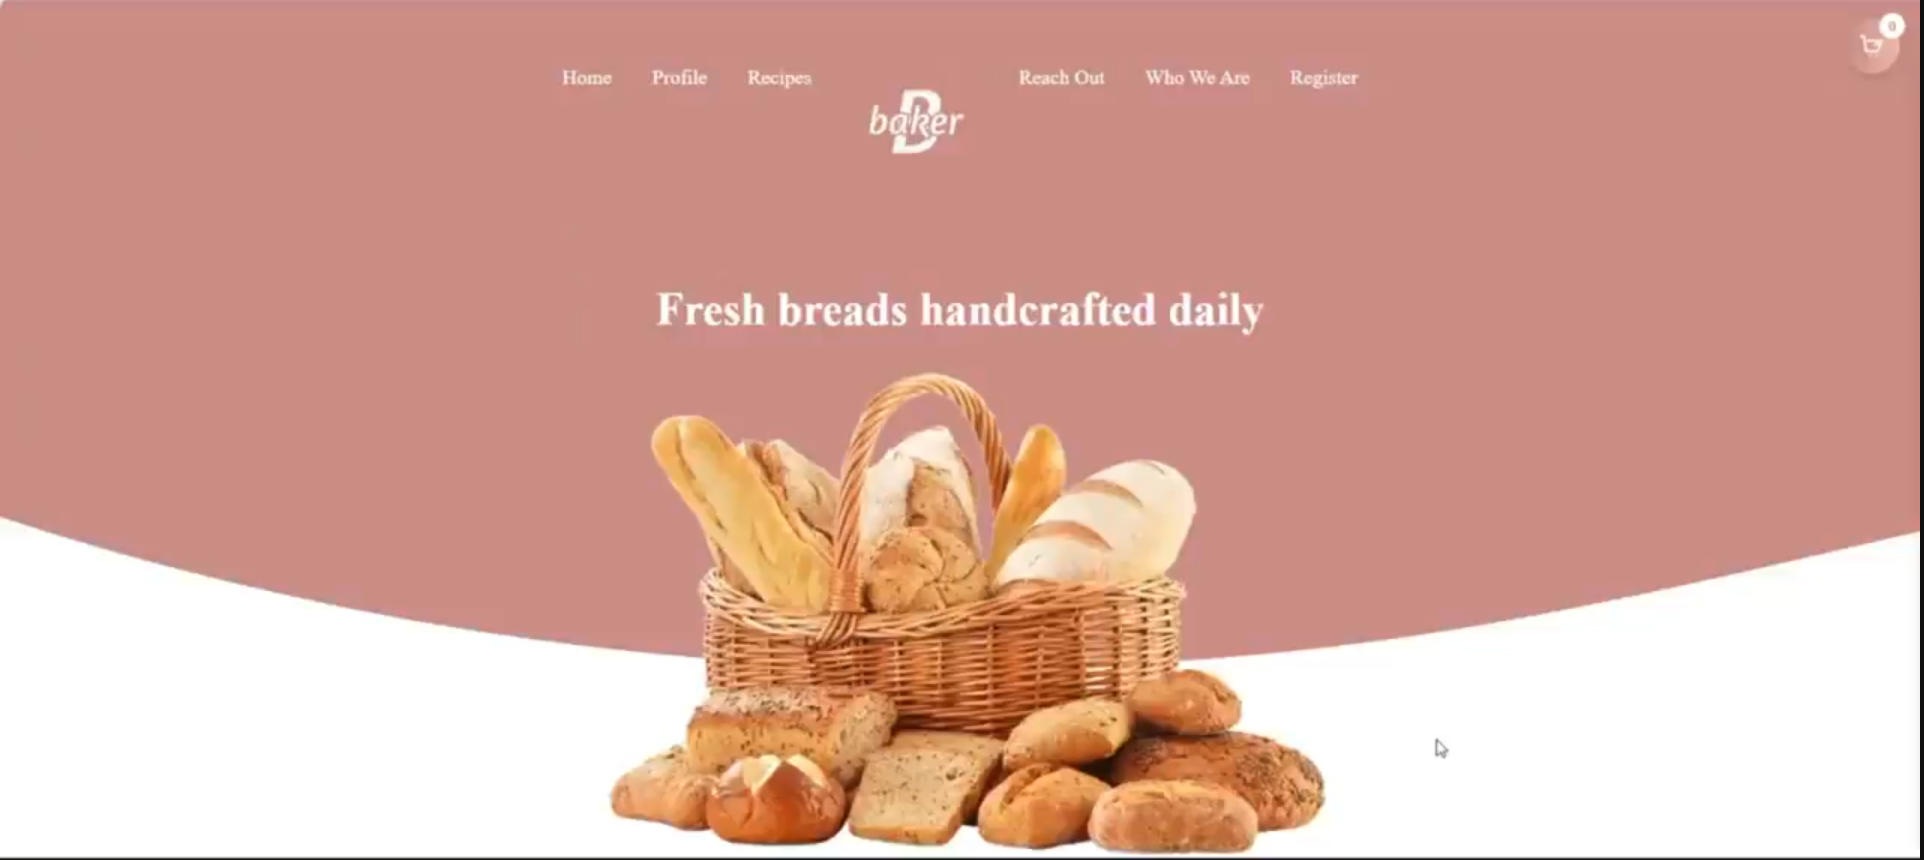 0
Home Profile Recipes Reach Out Who We Are Register
B
baker
Fresh breads handcrafted daily